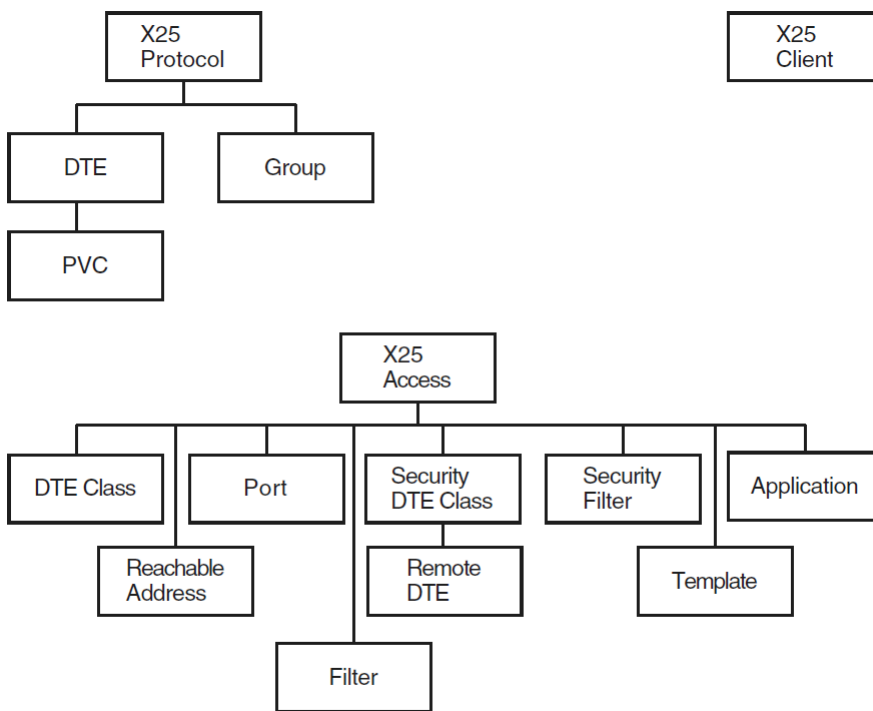 X25
Protocol
X25
Client
DTE
Group
PVC
X25
Access
DTE Class
Port
Security
DTE Class
Security
Filter
Application
Reachable
Address
Remote
DTE
Template
Filter